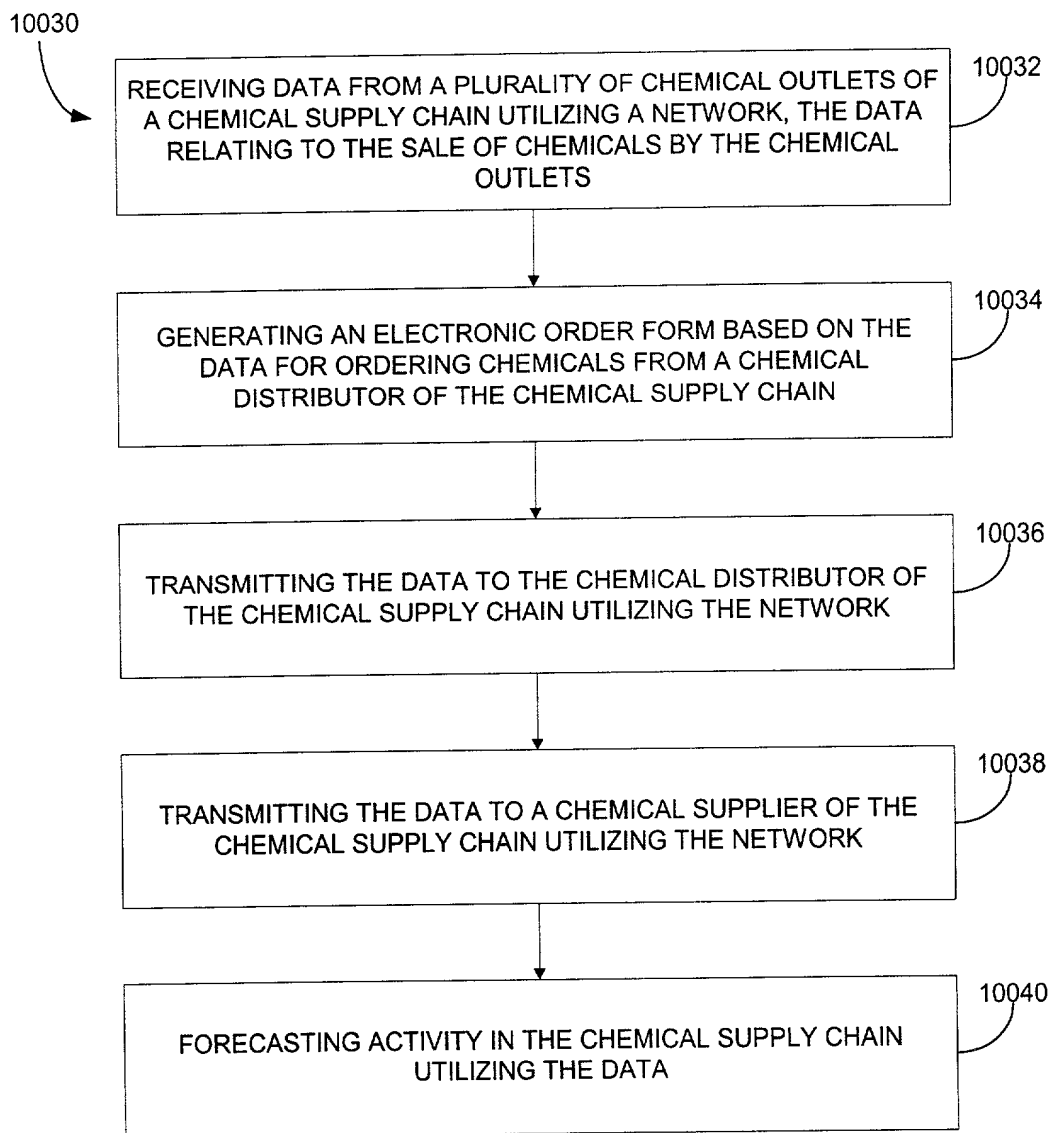 10030
RECEIVING DATA FROM A PLURALITY OF CHEMICAL OUTLETS OF
A CHEMICAL SUPPLY CHAIN UTILIZING A NETWORK, THE DATA
RELATING TO THE SALE OF CHEMICALS BY THE CHEMICAL
OUTLETS
10032
GENERATING AN ELECTRONIC ORDER FORM BASED ON THE
DATA FOR ORDERING CHEMICALS FROM A CHEMICAL
DISTRIBUTOR OF THE CHEMICAL SUPPLY CHAIN
10034
TRANSMITTING THE DATA TO THE CHEMICAL DISTRIBUTOR OF
THE CHEMICAL SUPPLY CHAIN UTILIZING THE NETWORK
10036
TRANSMITTING THE DATA TO A CHEMICAL SUPPLIER OF THE
CHEMICAL SUPPLY CHAIN UTILIZING THE NETWORK
10038
FORECASTING ACTIVITY IN THE CHEMICAL SUPPLY CHAIN
UTILIZING THE DATA
10040